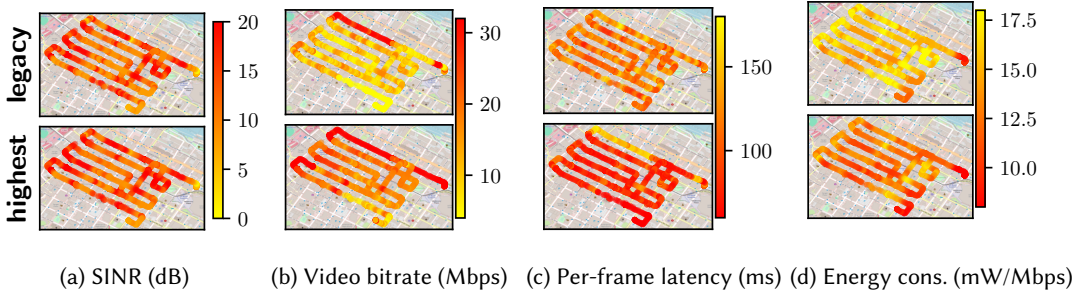 legacy
highest
20
15
10
5
0
30
20
10
150
100
17.5
15.0
12.5
10.0
(a) SINR (dB)
(b) Video bitrate (Mbps)
(c) Per-frame latency (ms)
(d) Energy cons. (mW/Mbps)